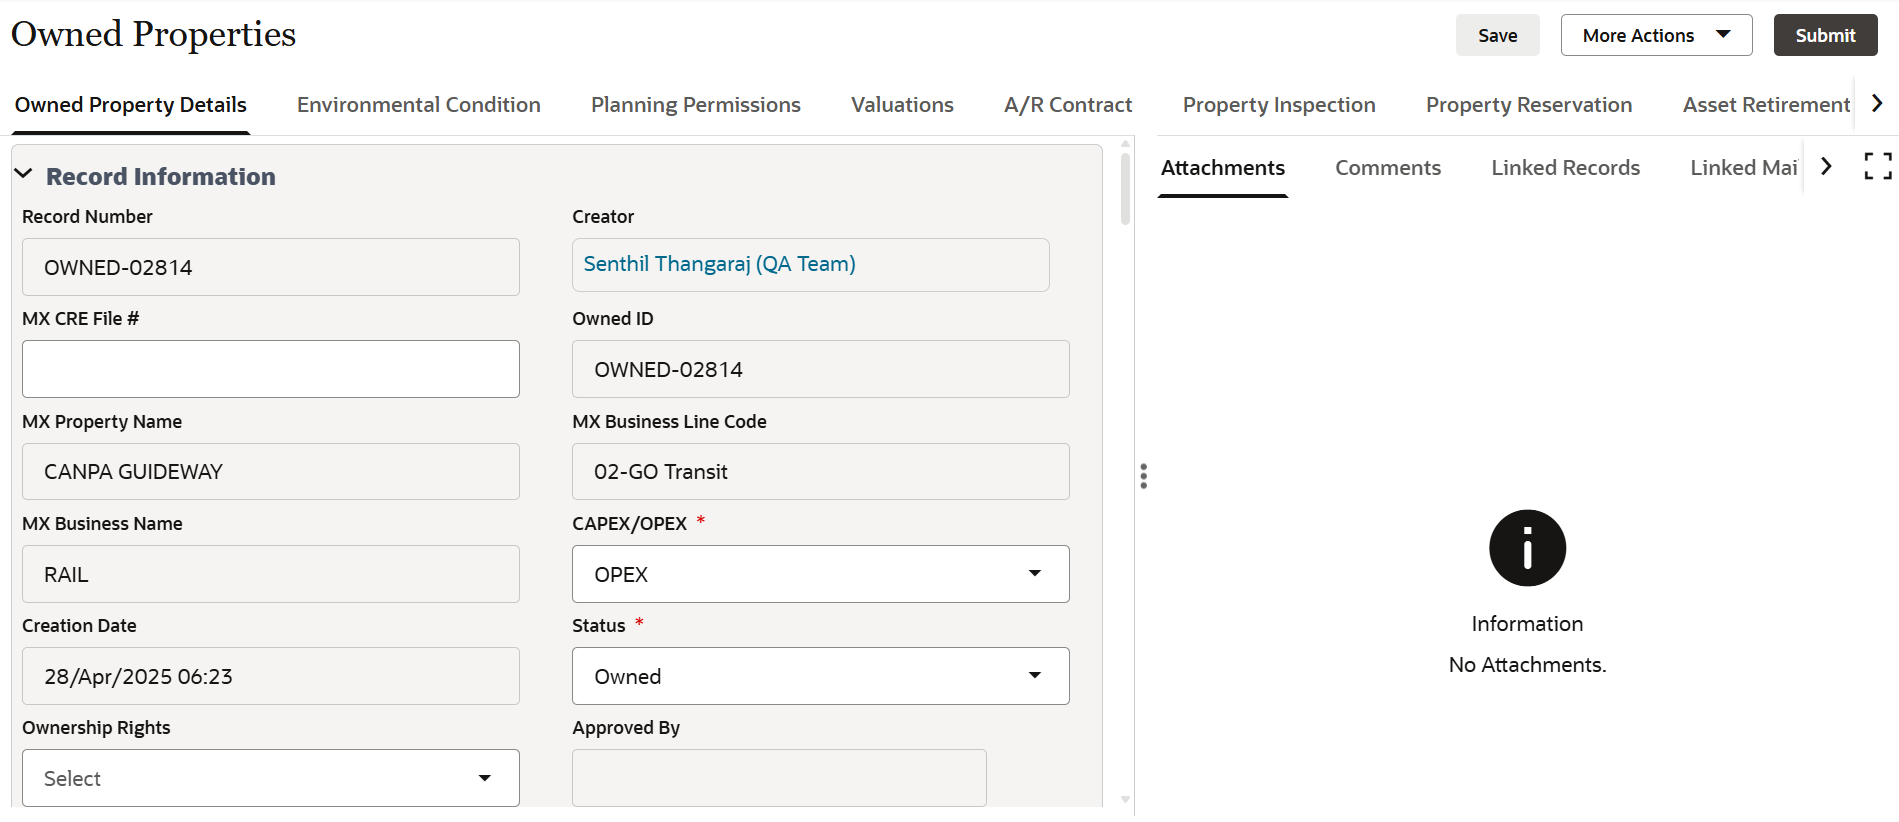 Owned Properties
Save
More Actions
Submit
Owned Property Details
Environmental Condition
Planning Permissions
Valuations
A/R Contract
Property Inspection
Property Reservation
Asset Retirement
Record Information
Record Number
Creator
OWNED-02814
Senthil Thangaraj (QA Team)
MX CRE File #
Owned ID
OWNED-02814
MX Property Name
MX Business Line Code
CANPA GUIDEWAY
02-GO Transit
MX Business Name
CAPEX/OPEX *
RAIL
OPEX
Creation Date
Status *
28/Apr/2025 06:23
Owned
Ownership Rights
Approved By
Select
Attachments
Comments
Linked Records
Linked Mai
Information
No Attachments.